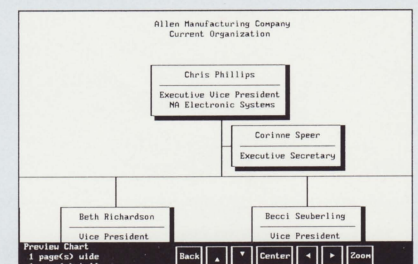 Allen Manufacturing Company
Current Organization
Chris Phillips
Executive Vice President
NA Electronic Systems
Corinne Speer
Executive Secretary
Beth Richardson
Vice President
Becci Seuberling
Vice President
Preview Chart
1 page(s) wide
Back ▲ ▼ Center ◄ ► Zoom